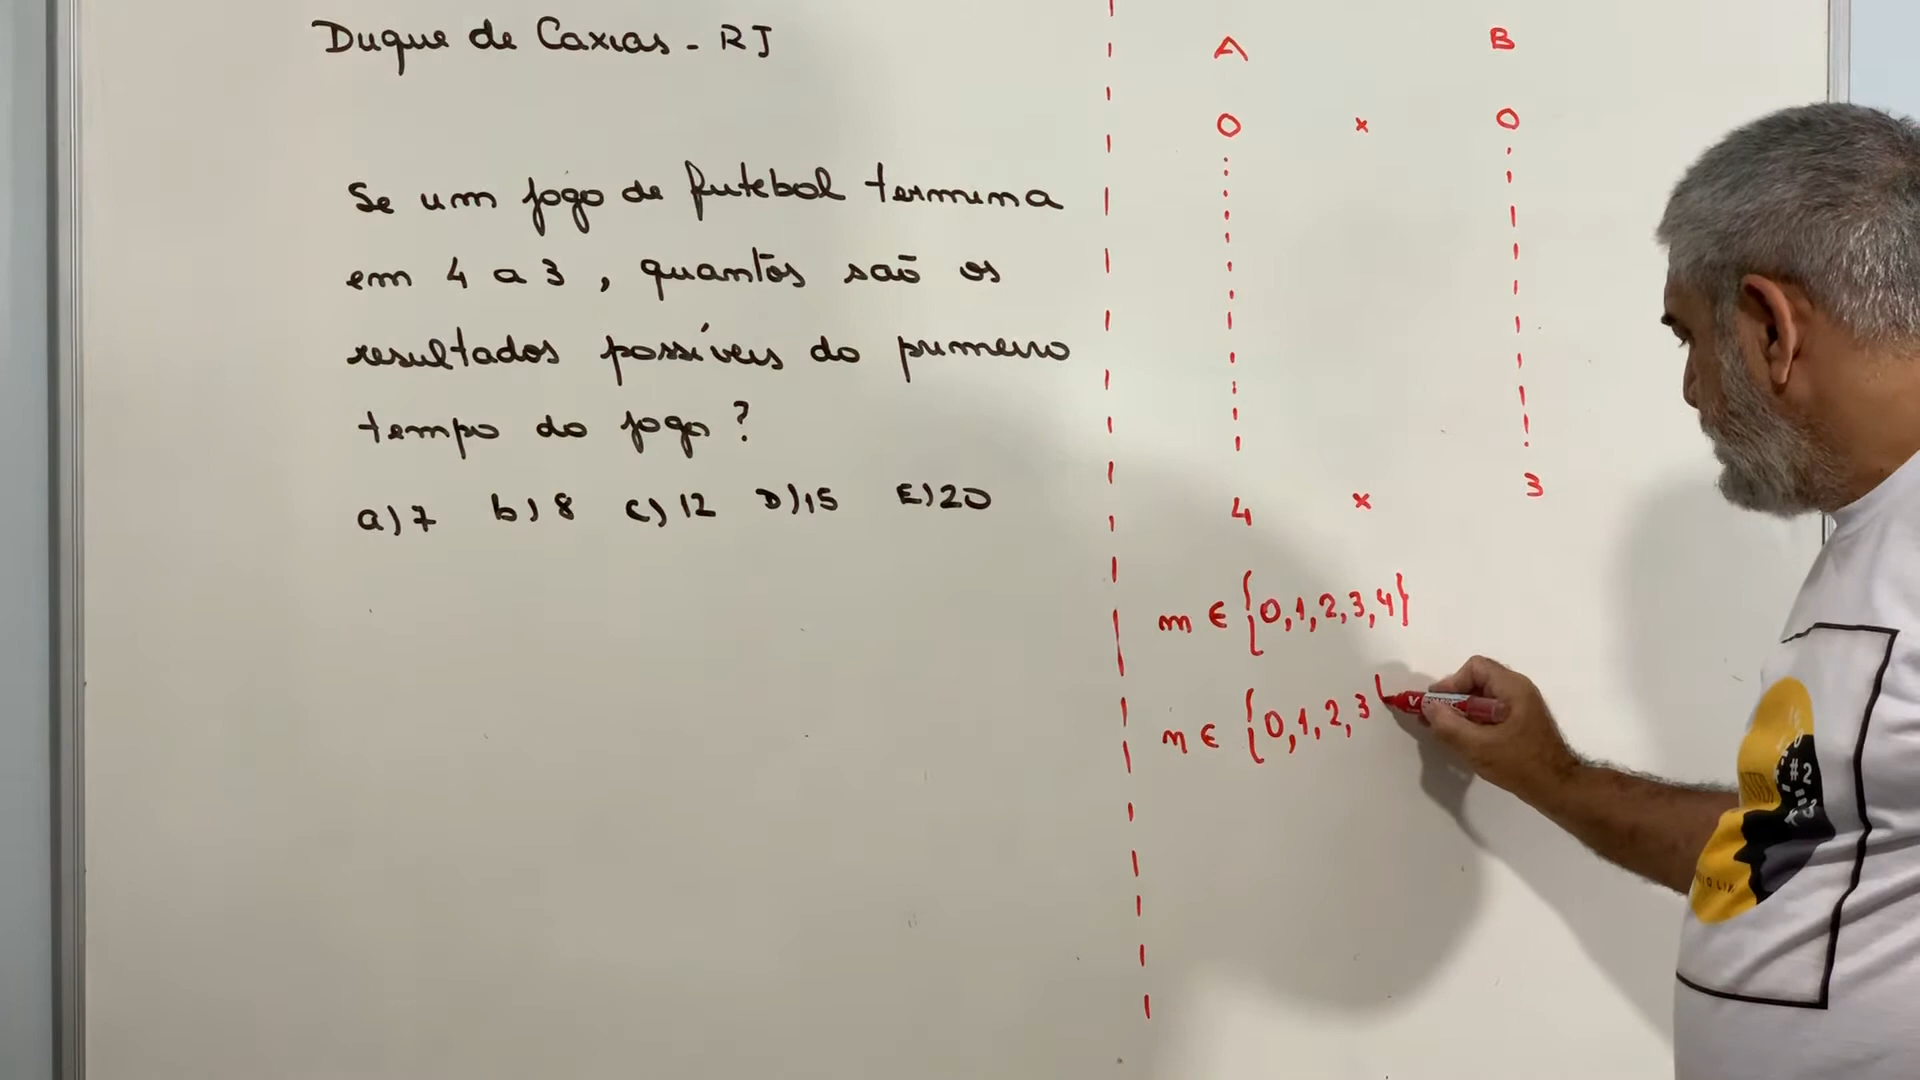 Duque de Caxias - RJ
Se um jogo de futebol termina
em 4 a 3, quantos são os
resultados possíveis do primeiro
tempo do jogo?
a) 7 b) 8 c) 12 D) 15 E) 20
A B
0 x 0
4 x 3
m ∈ {0,1,2,3,4}
n ∈ {0,1,2,3